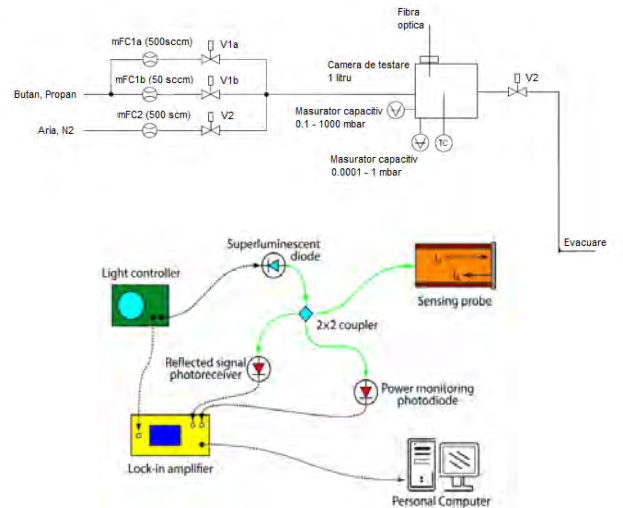 Fibra
optica
mFC1a (500sccm)
V1a
Camera de testare
1 litru
mFC1b (50 sccm)
V1b
V2
Butan, Propan
mFC2 (500 scm)
V2
Masurator capacitiv
0.1 - 1000 mbar
Aria, N2
TC
Masurator capacitiv
0.0001 - 1 mbar
Evacuare
Superluminescent
diode
Light controller
Sensing probe
2×2 coupler
Reflected signal
photoreceiver
Power monitoring
photodiode
Lock-in amplifier
Personal Computer